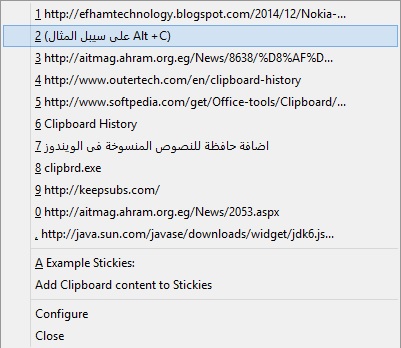 1 http://efhamtechnology.blogspot.com/2014/12/Nokia-...
2 (على سبيل المثال Alt +C)
3 http://aitmag.ahram.org.eg/News/8638/%D8%AF%D...
4 http://www.outertech.com/en/clipboard-history
5 http://www.softpedia.com/get/Office-tools/Clipboard/...
6 Clipboard History
7 اضافة حافظة للنصوص المنسوخة فى الويندوز
8 clipbrd.exe
9 http://keepsubs.com/
0 http://aitmag.ahram.org.eg/News/2053.aspx
. http://java.sun.com/javase/downloads/widget/jdk6.js...
A Example Stickies:
Add Clipboard content to Stickies
Configure
Close